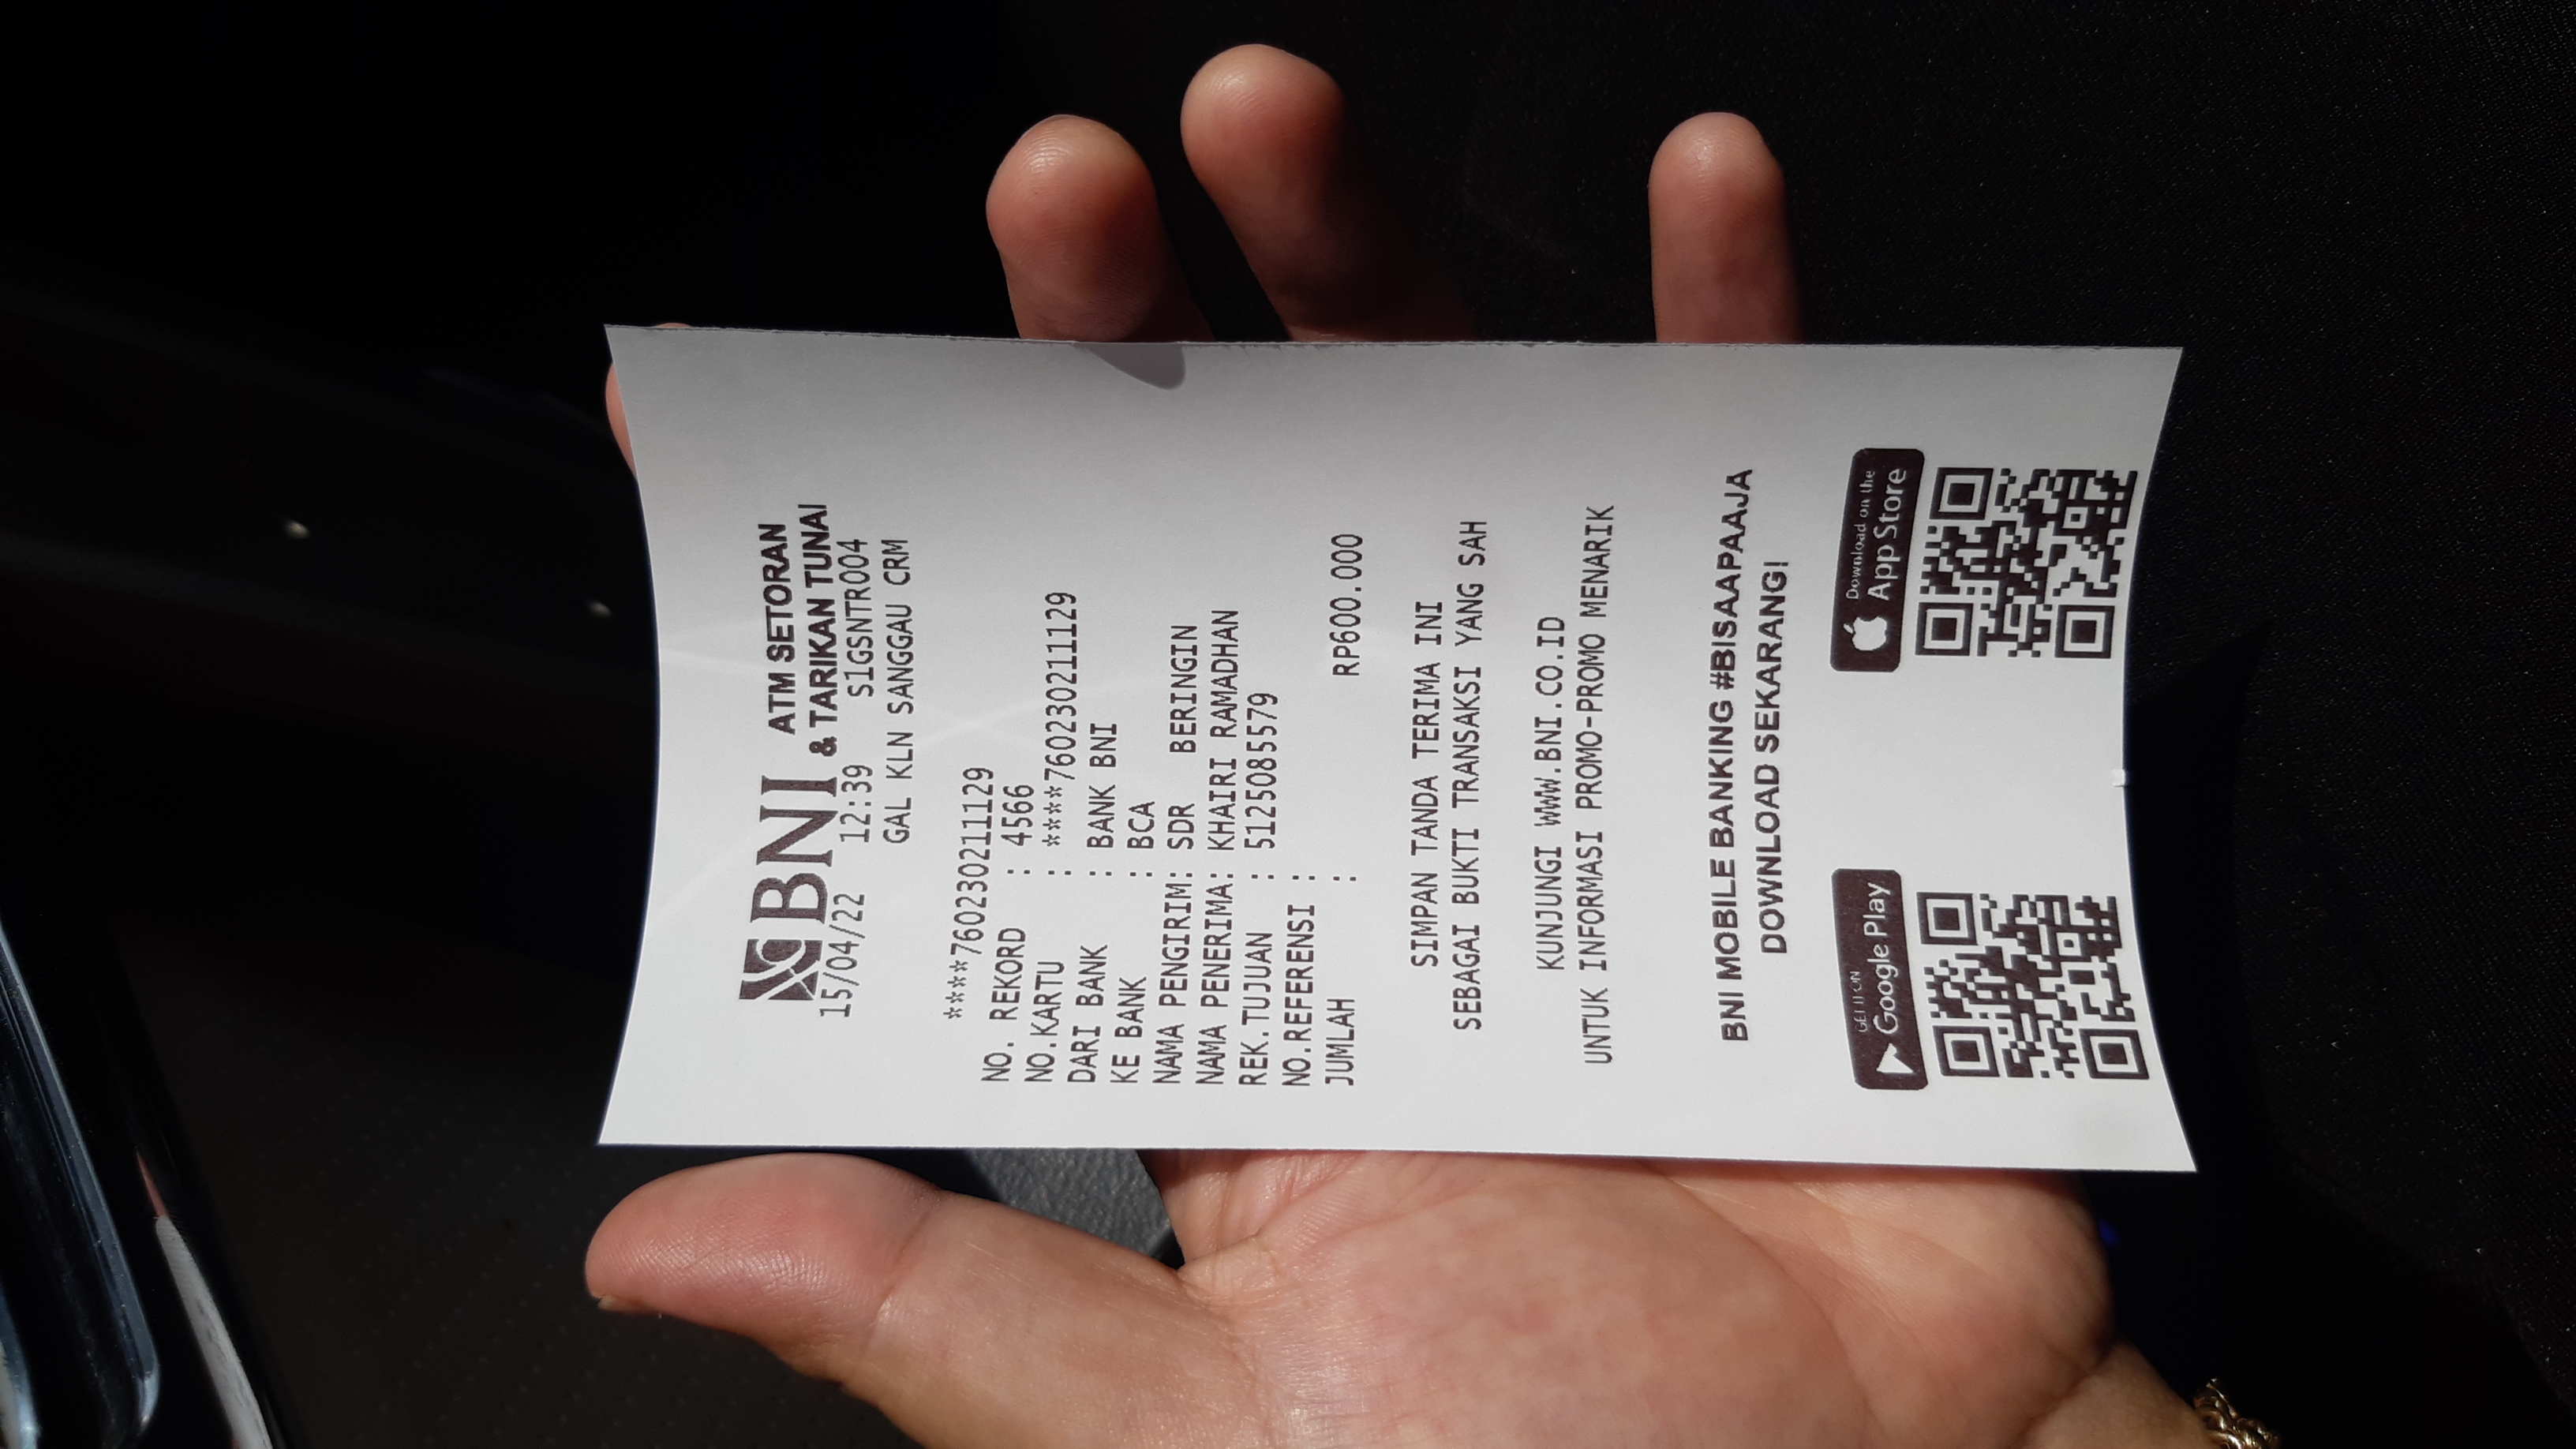 BNI ATM SETORAN
& TARIKAN TUNAI
15/04/22 12:39 S1GSNTR004
GAL KLN SANGGAU CRM
****760230211129
NO. REKORD : 4566
NO.KARTU : ****760230211129
DARI BANK : BANK BNI
KE BANK : BCA
NAMA PENGIRIM: SDR BERINGIN
NAMA PENERIMA: KHAIRI RAMADHAN
REK.TUJUAN : 5125085579
NO.REFERENSI :
JUMLAH : RP600.000
SIMPAN TANDA TERIMA INI
SEBAGAI BUKTI TRANSAKSI YANG SAH
KUNJUNGI WWW.BNI.CO.ID
UNTUK INFORMASI PROMO-PROMO MENARIK
BNI MOBILE BANKING #BISAAPAAJA
DOWNLOAD SEKARANG!
GET IT ON
Google Play
Download on the
App Store